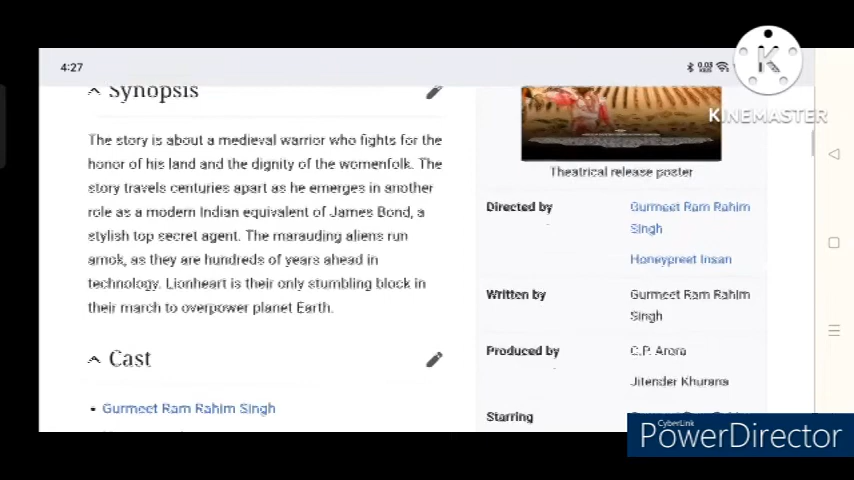 4:27
0.03
KINEMASTER
Synopsis
The story is about a medieval warrior who fights for the
honor of his land and the dignity of the womenfolk. The
story travels centuries apart as he emerges in another
role as a modern Indian equivalent of James Bond, a
stylish top secret agent. The marauding aliens run
amok, as they are hundreds of years ahead in
technology. Lionheart is their only stumbling block in
their march to overpower planet Earth.
Cast
• Gurmeet Ram Rahim Singh
Theatrical release poster
Directed by
Gurmeet Ram Rahim
Singh
Honeypreet Insan
Written by
Gurmeet Ram Rahim
Singh
Produced by
C.P. Arora
Jitender Khurana
Starring
CyberLink
PowerDirector